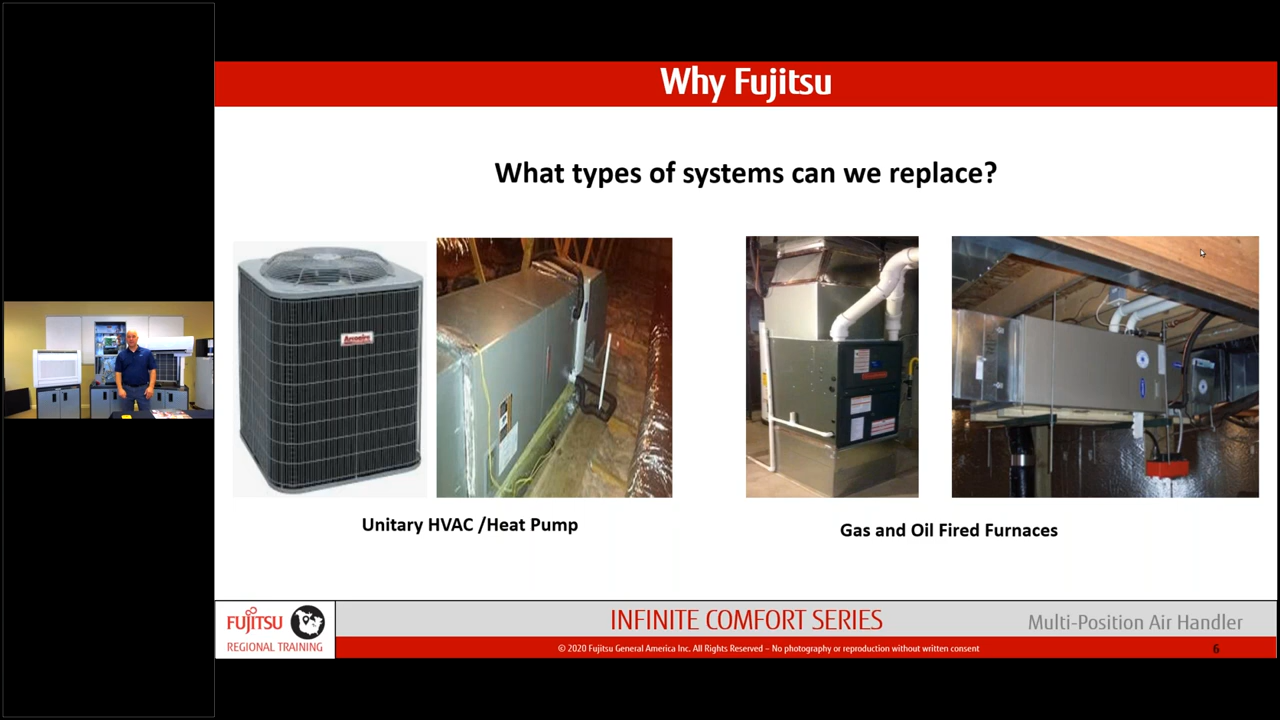 Why Fujitsu
What types of systems can we replace?
Unitary HVAC /Heat Pump
Gas and Oil Fired Furnaces
FUJITSU
REGIONAL TRAINING
INFINITE COMFORT SERIES
Multi-Position Air Handler
© 2020 Fujitsu General America Inc. All Rights Reserved – No photography or reproduction without written consent
6